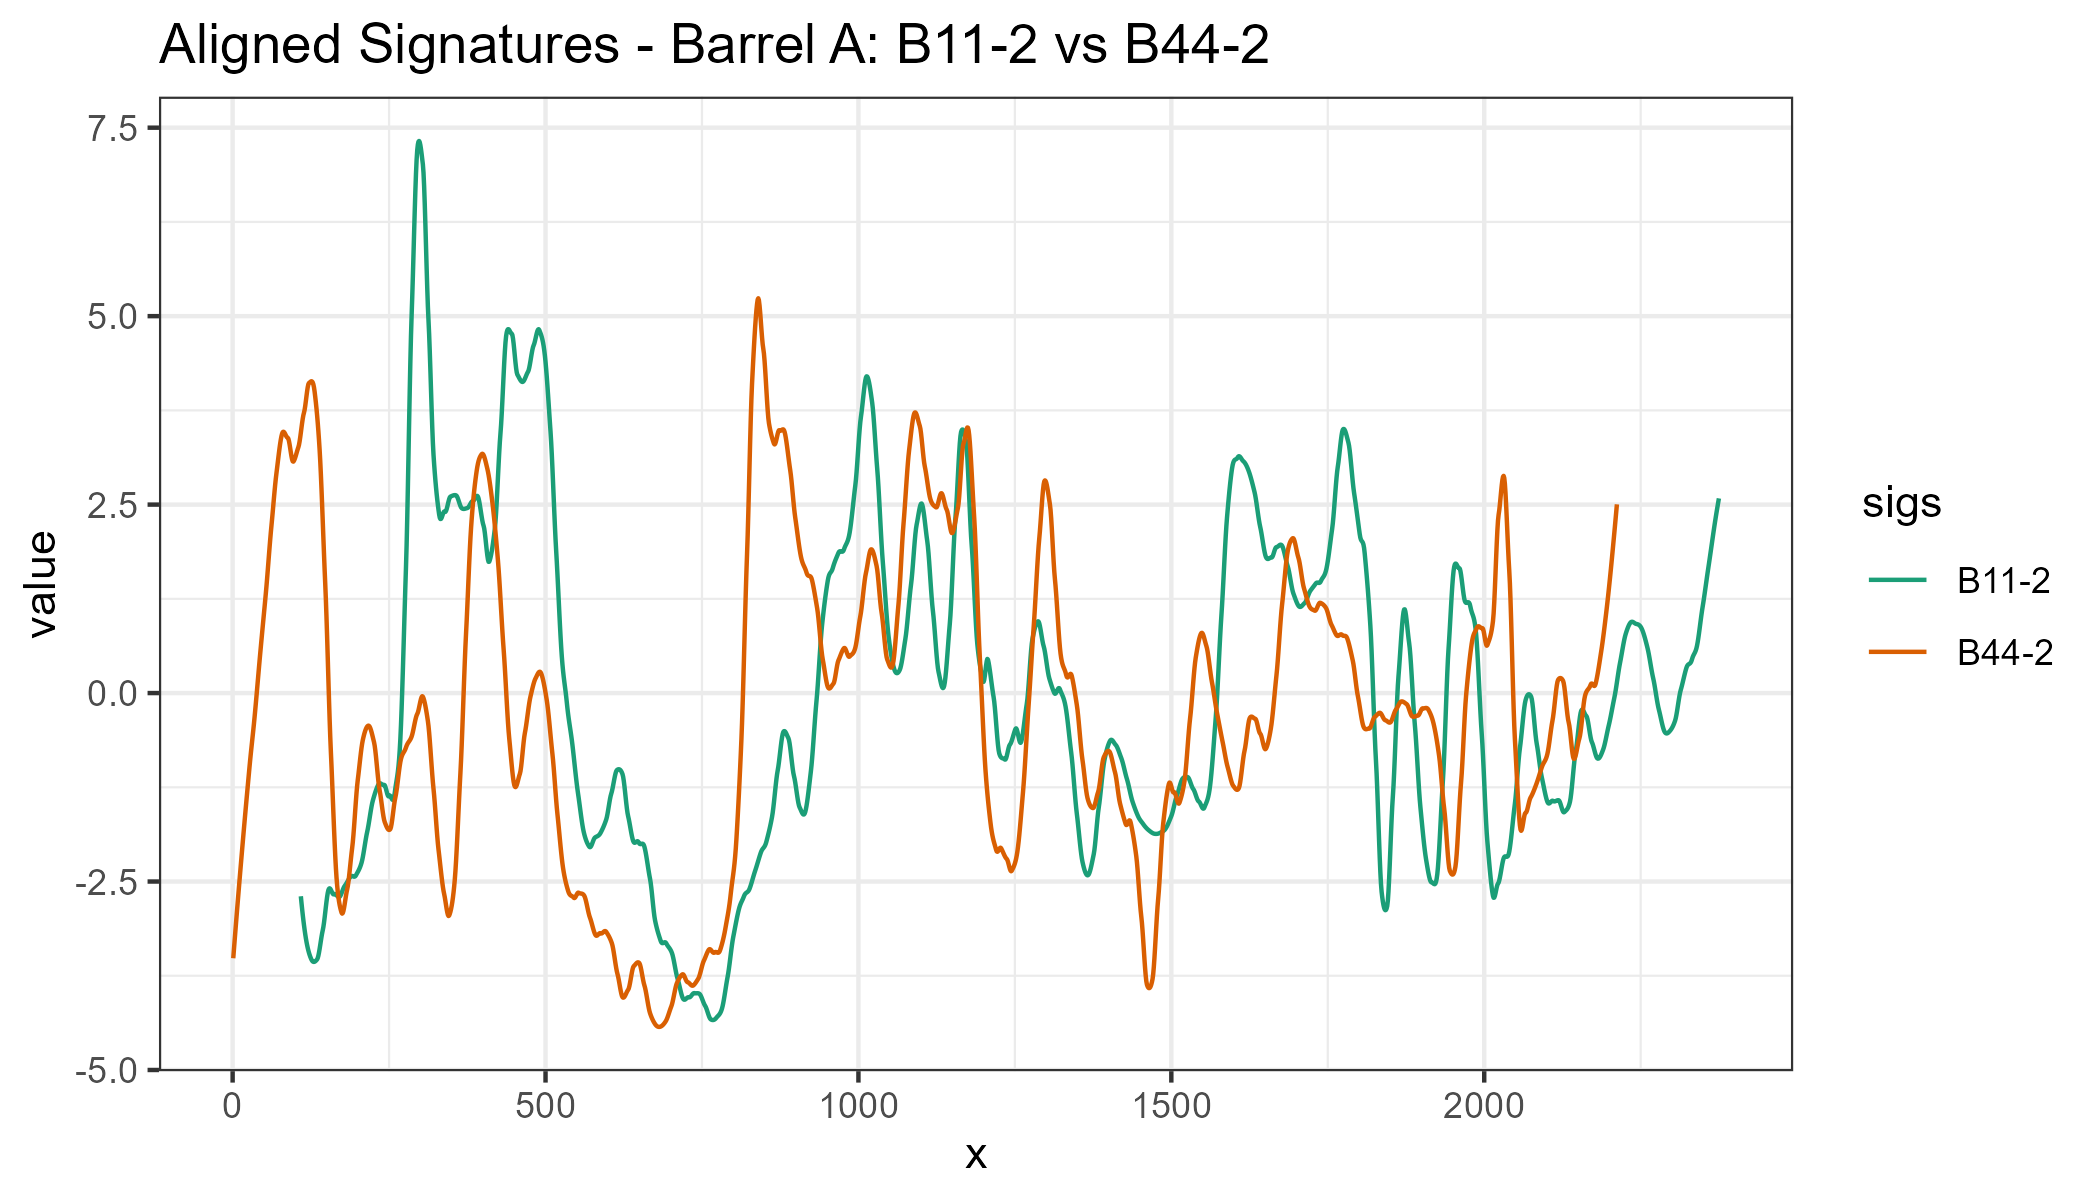 Aligned Signatures - Barrel A: B11-2 vs B44-2
7.5
5.0
2.5
0.0
-2.5
-5.0
value
0 500 1000 1500 2000
x
sigs
B11-2
B44-2